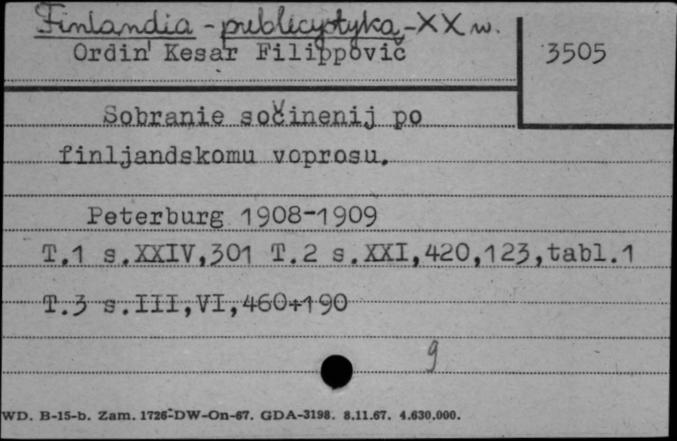 Finlandia - publicystyka - XX w.
Ordin' Kesar Filippovič
3505
Sobranie sočinenij po
finljandskomu voprosu.
Peterburg 1908-1909
T.1 s.XXIV,301 T.2 s.XXI,420,123,tabl.1
T.3 s.III,VI,460+190
g
WD. B-15-b. Zam. 1726-DW-On-67. GDA-3198. 8.11.67. 4.630.000.